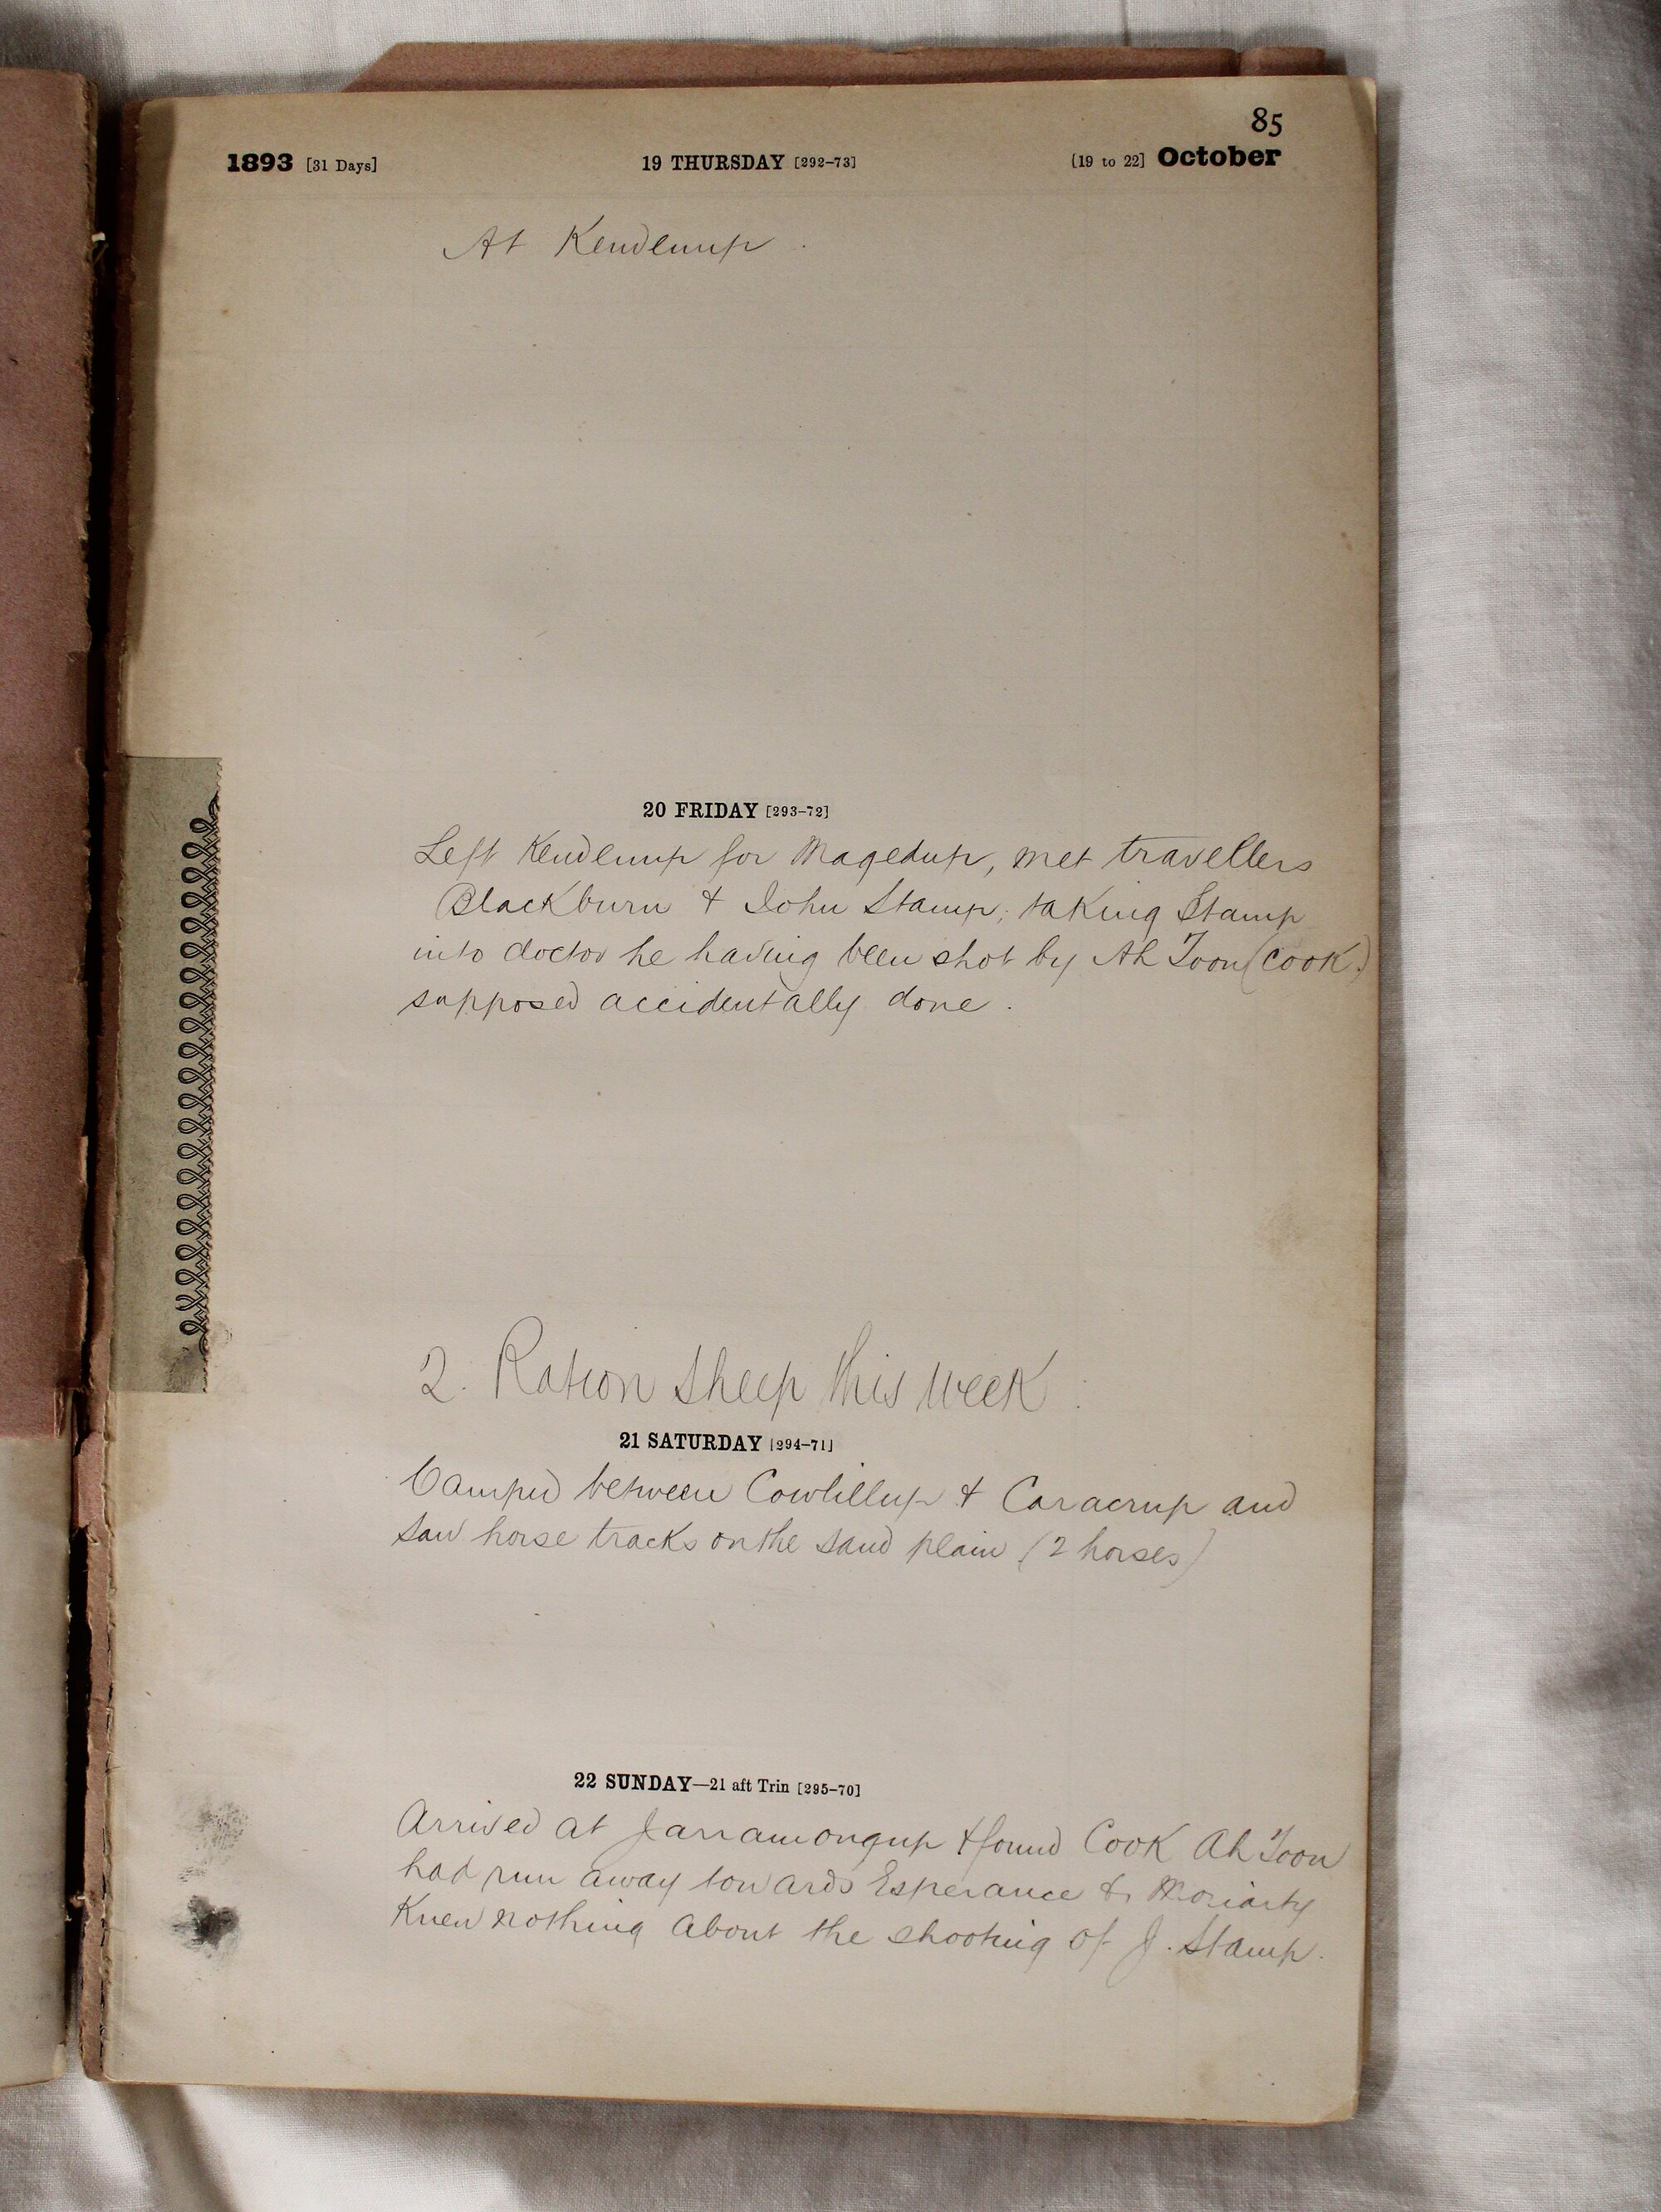 85
1893 [31 Days] 19 THURSDAY [292–73] [19 to 22] October
At Kendenup.
20 FRIDAY [293–72]
Left Kendenup for Magedup, met travellers
Blackburn & John Stamp; taking Stamp
into doctor he having been shot by Ah Toon (Cook.)
supposed accidentally done.
2. Ration Sheep this week.
21 SATURDAY [294–71]
Camped between Cowlillup & Caracrup and
saw horse tracks on the sand plain (2 horses)
22 SUNDAY—21 aft Trin [295–70]
Arrived at Jarramongup & found Cook Ah Toon
had run away towards Esperance & Moriarty
Knew nothing about the shooting of J. Stamp.